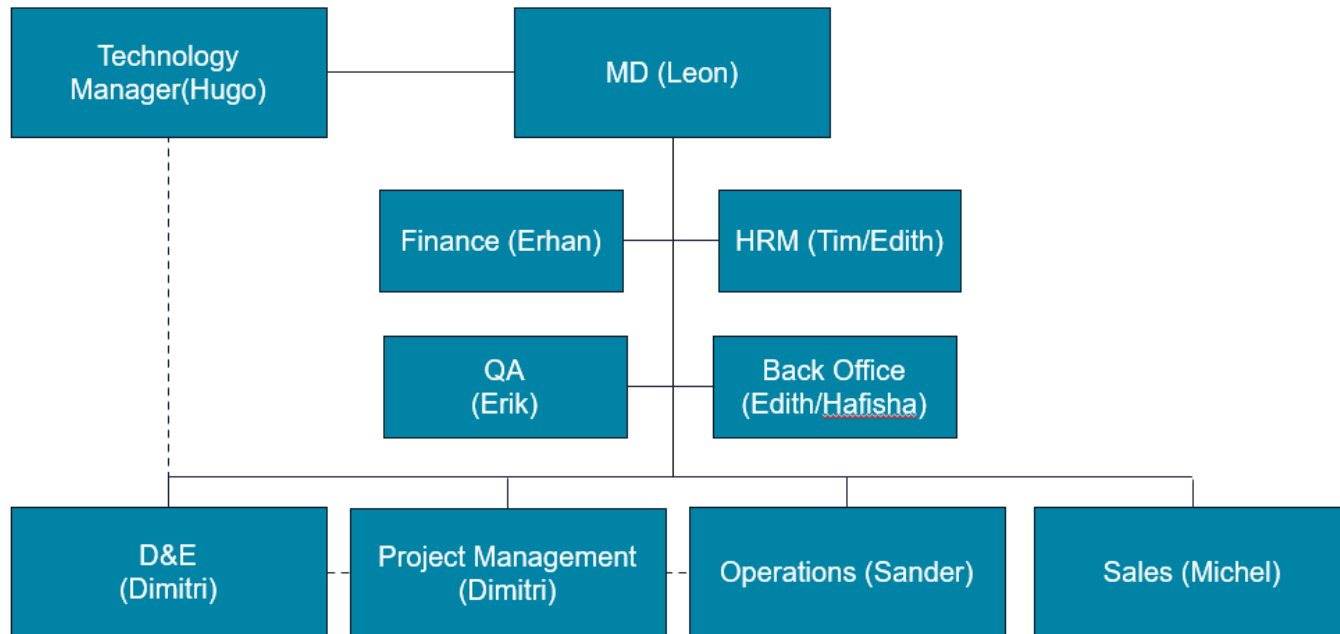 Technology
Manager(Hugo)
MD (Leon)
Finance (Erhan)
HRM (Tim/Edith)
QA
(Erik)
Back Office
(Edith/Hafisha)
D&E
(Dimitri)
Project Management
(Dimitri)
Operations (Sander)
Sales (Michel)